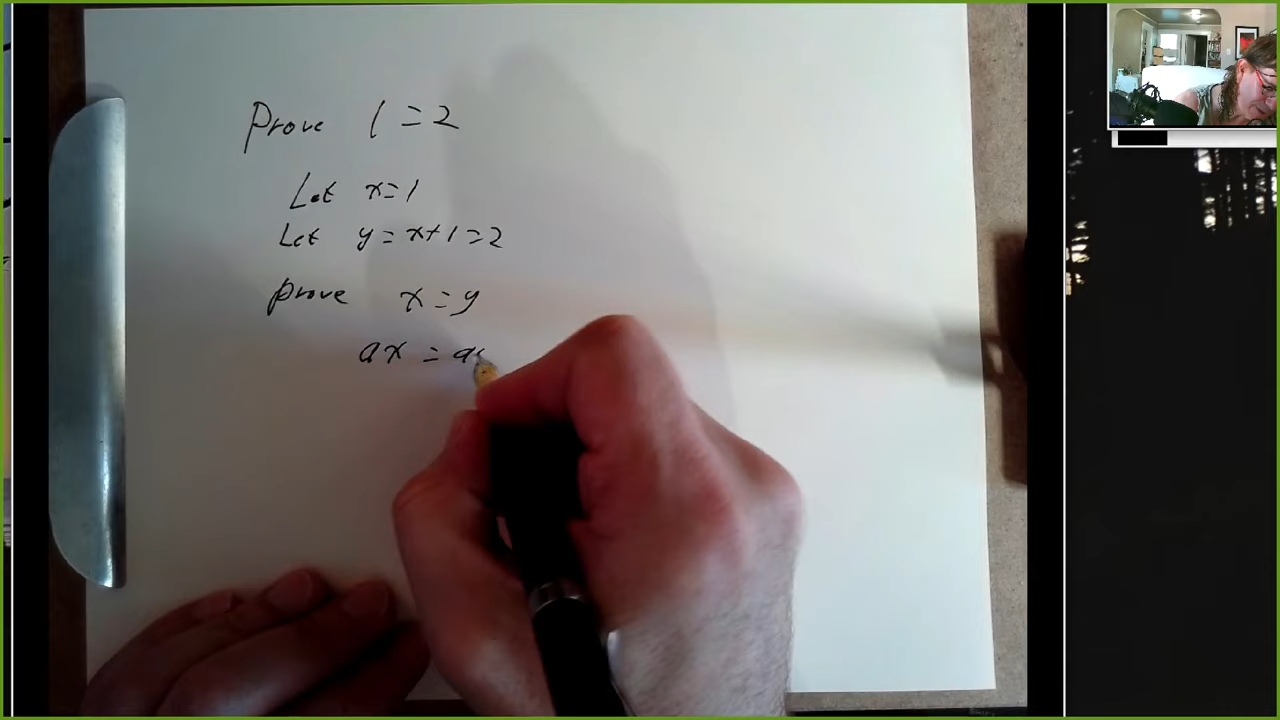 Prove 1 = 2
Let x = 1
Let y = x + 1 = 2
prove x = y
ax = a